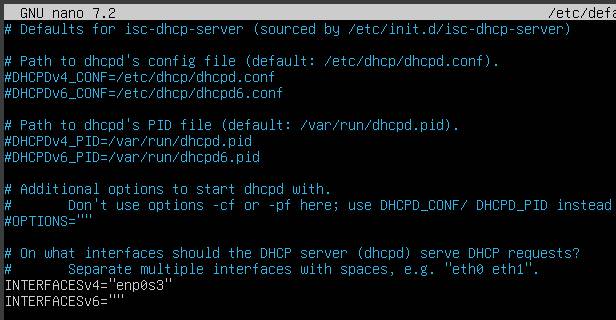 GNU nano 7.2 /etc/defa
# Defaults for isc-dhcp-server (sourced by /etc/init.d/isc-dhcp-server)
# Path to dhcpd's config file (default: /etc/dhcp/dhcpd.conf).
#DHCPDv4_CONF=/etc/dhcp/dhcpd.conf
#DHCPDv6_CONF=/etc/dhcp/dhcpd6.conf
# Path to dhcpd's PID file (default: /var/run/dhcpd.pid).
#DHCPDv4_PID=/var/run/dhcpd.pid
#DHCPDv6_PID=/var/run/dhcpd6.pid
# Additional options to start dhcpd with.
#       Don't use options -cf or -pf here; use DHCPD_CONF/ DHCPD_PID instead
#OPTIONS=""
# On what interfaces should the DHCP server (dhcpd) serve DHCP requests?
#       Separate multiple interfaces with spaces, e.g. "eth0 eth1".
INTERFACESv4="enp0s3"
INTERFACESv6=""